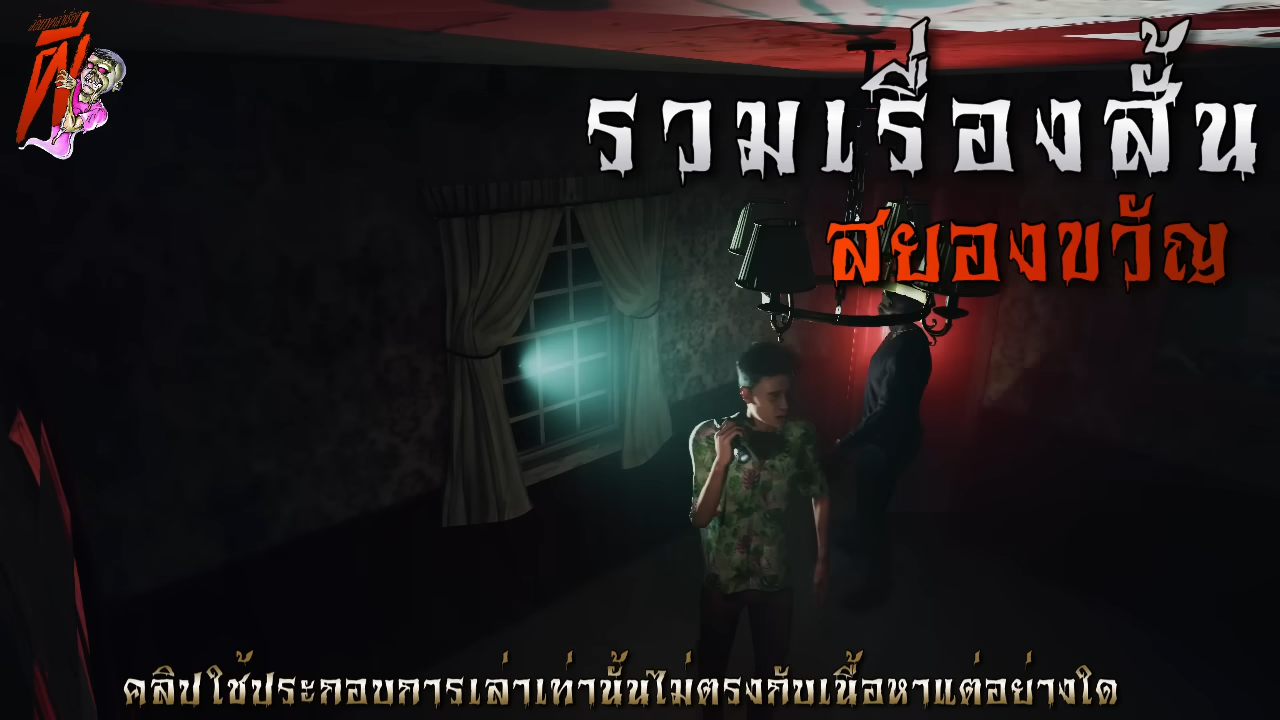 ผี
รวมเรื่องสั้น
สยองขวัญ
คลิปใช้ประกอบการเล่าเท่านั้นไม่ตรงกับเนื้อหาแต่อย่างใด